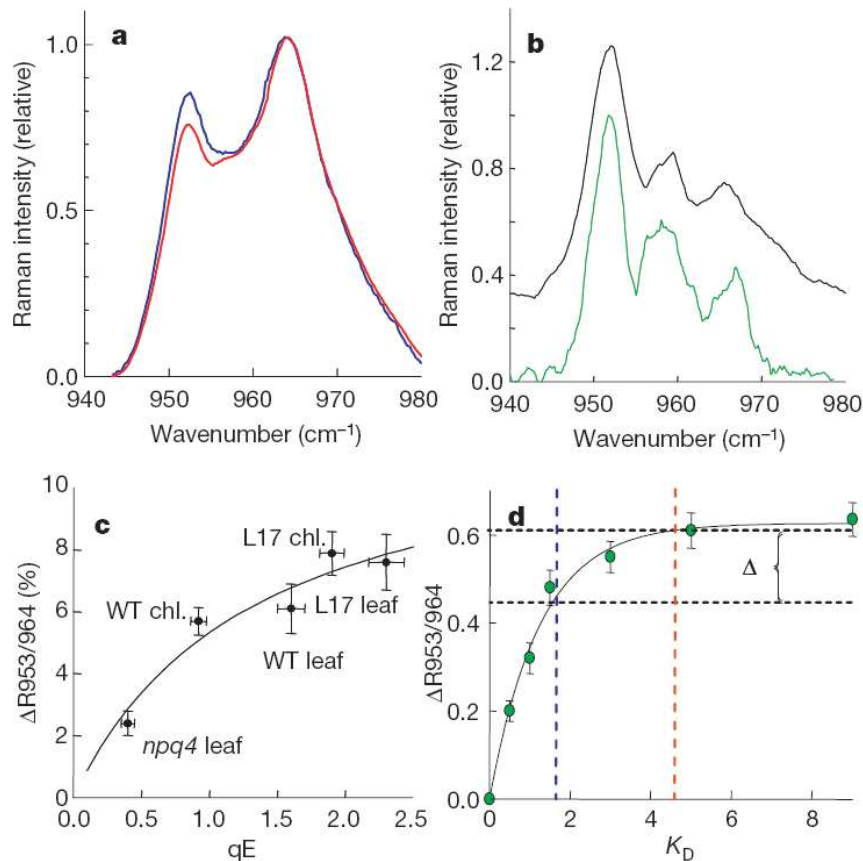 a
Raman intensity (relative)
1.0
0.5
0.0
940 950 960 970 980
Wavenumber (cm⁻¹)
b
Raman intensity (relative)
1.2
0.8
0.4
0.0
940 950 960 970 980
Wavenumber (cm⁻¹)
c
ΔR953/964 (%)
10
8
6
4
2
0
L17 chl.
WT chl.
L17 leaf
WT leaf
npq4 leaf
0.0 0.5 1.0 1.5 2.0 2.5
qE
d
ΔR953/964
0.6
0.4
0.2
0.0
Δ
0 2 4 6 8
K_D